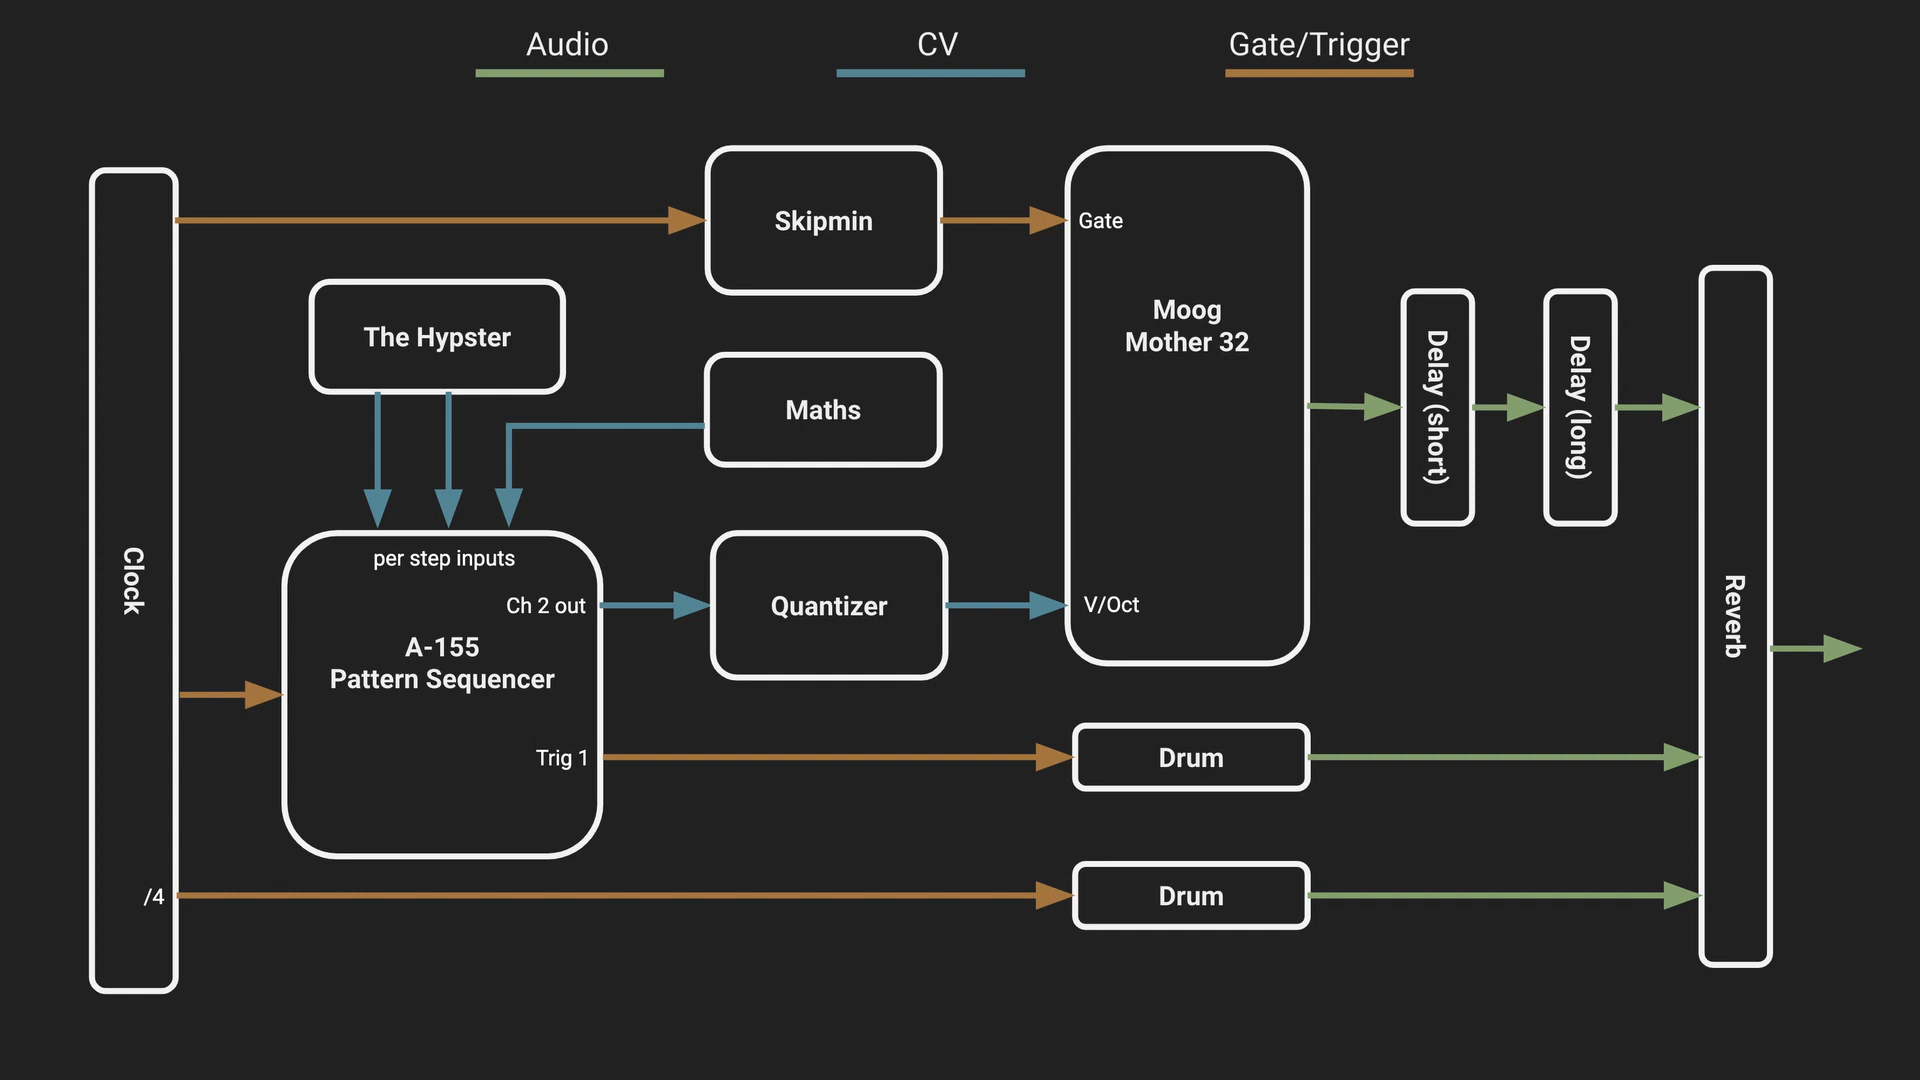 Audio
CV
Gate/Trigger
Clock
/4
Skipmin
The Hypster
Maths
per step inputs
Ch 2 out
A-155
Pattern Sequencer
Trig 1
Quantizer
Gate
Moog
Mother 32
V/Oct
Drum
Drum
Delay (short)
Delay (long)
Reverb